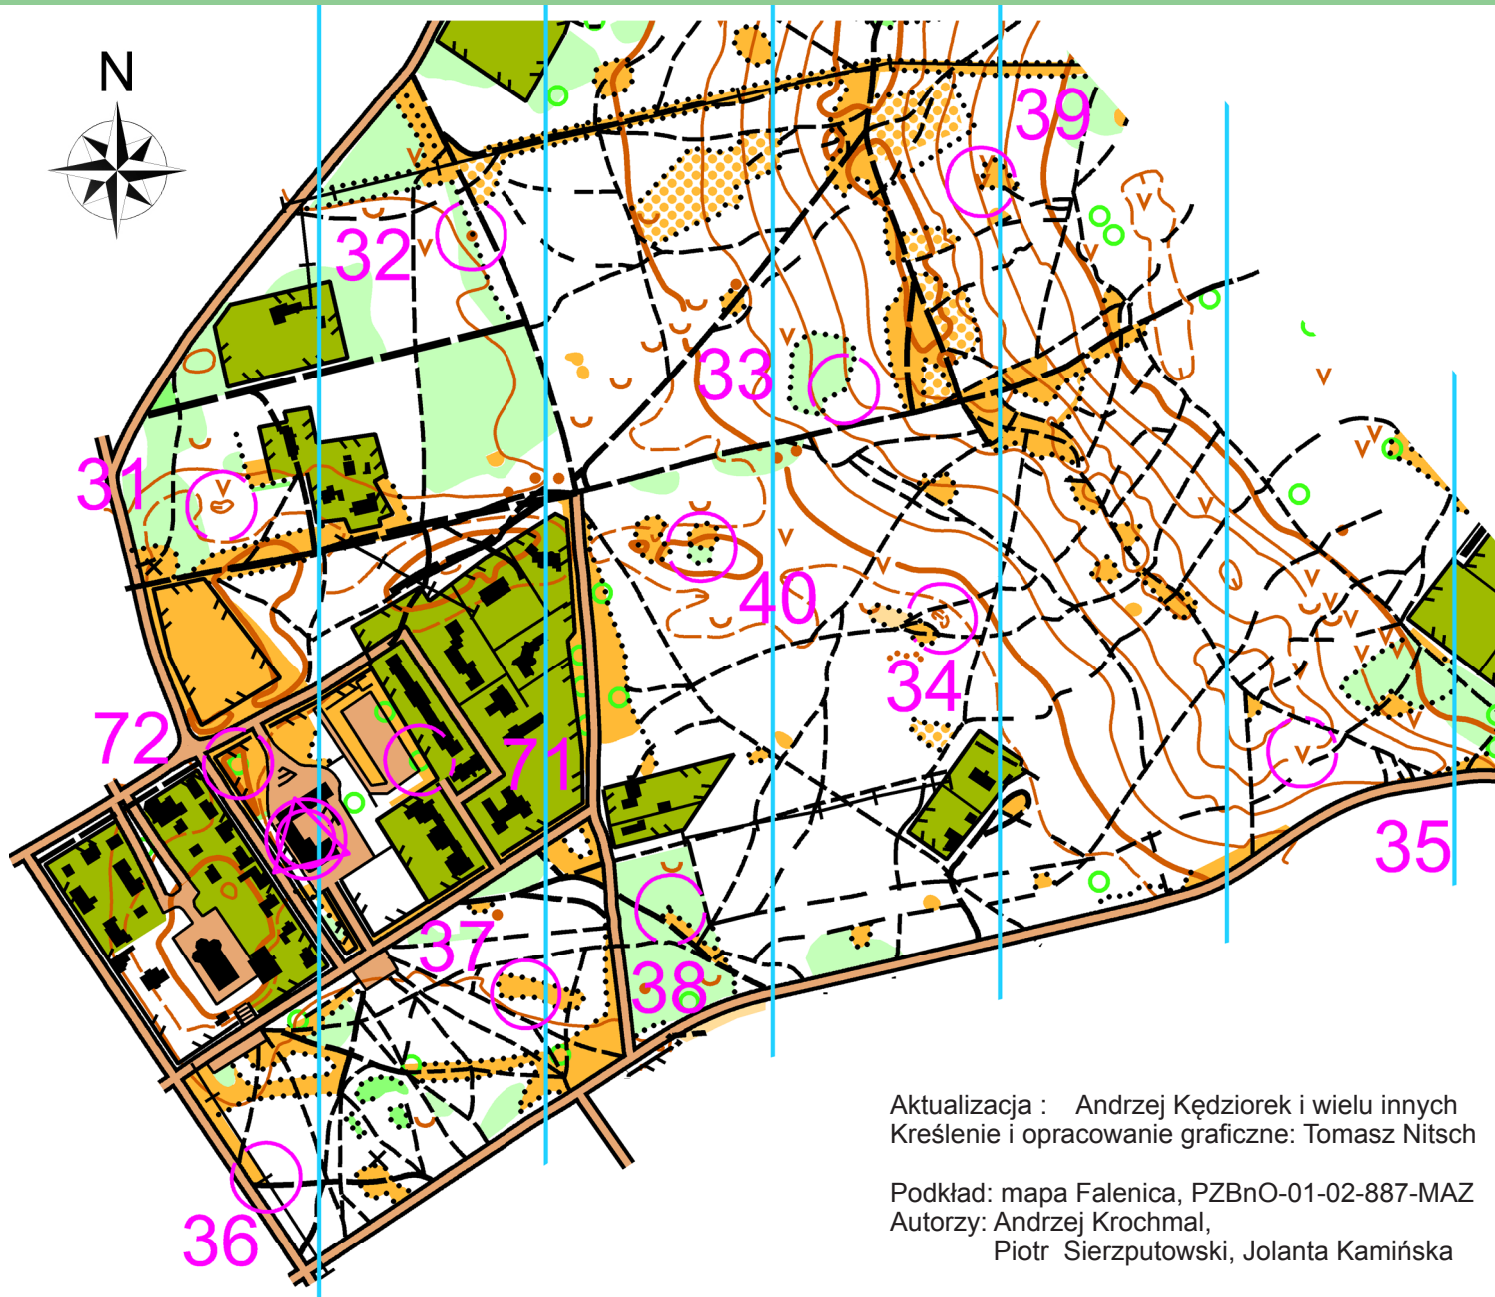 N
39
32
33
31
40
34
72
71
35
37
38
36
Aktualizacja : Andrzej Kędziorek i wielu innych
Kreślenie i opracowanie graficzne: Tomasz Nitsch
Podkład: mapa Falenica, PZBnO-01-02-887-MAZ
Autorzy: Andrzej Krochmal,
Piotr Sierzputowski, Jolanta Kamińska